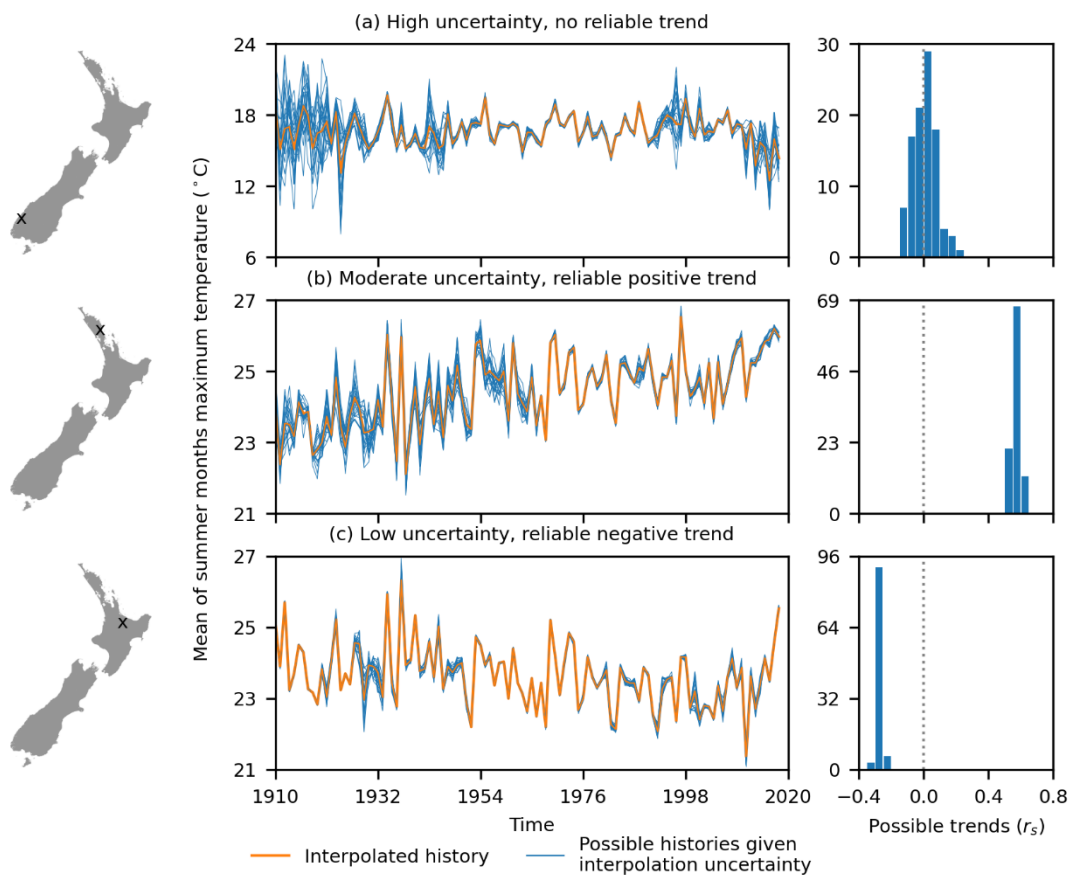 (a) High uncertainty, no reliable trend
24
18
12
6
30
20
10
0
x
Mean of summer months maximum temperature (°C)
(b) Moderate uncertainty, reliable positive trend
27
25
23
21
69
46
23
0
x
(c) Low uncertainty, reliable negative trend
27
25
23
21
96
64
32
0
x
1910 1932 1954 1976 1998 2020
−0.4 0.0 0.4 0.8
Time
Possible trends (rs)
Interpolated history
Possible histories given
interpolation uncertainty